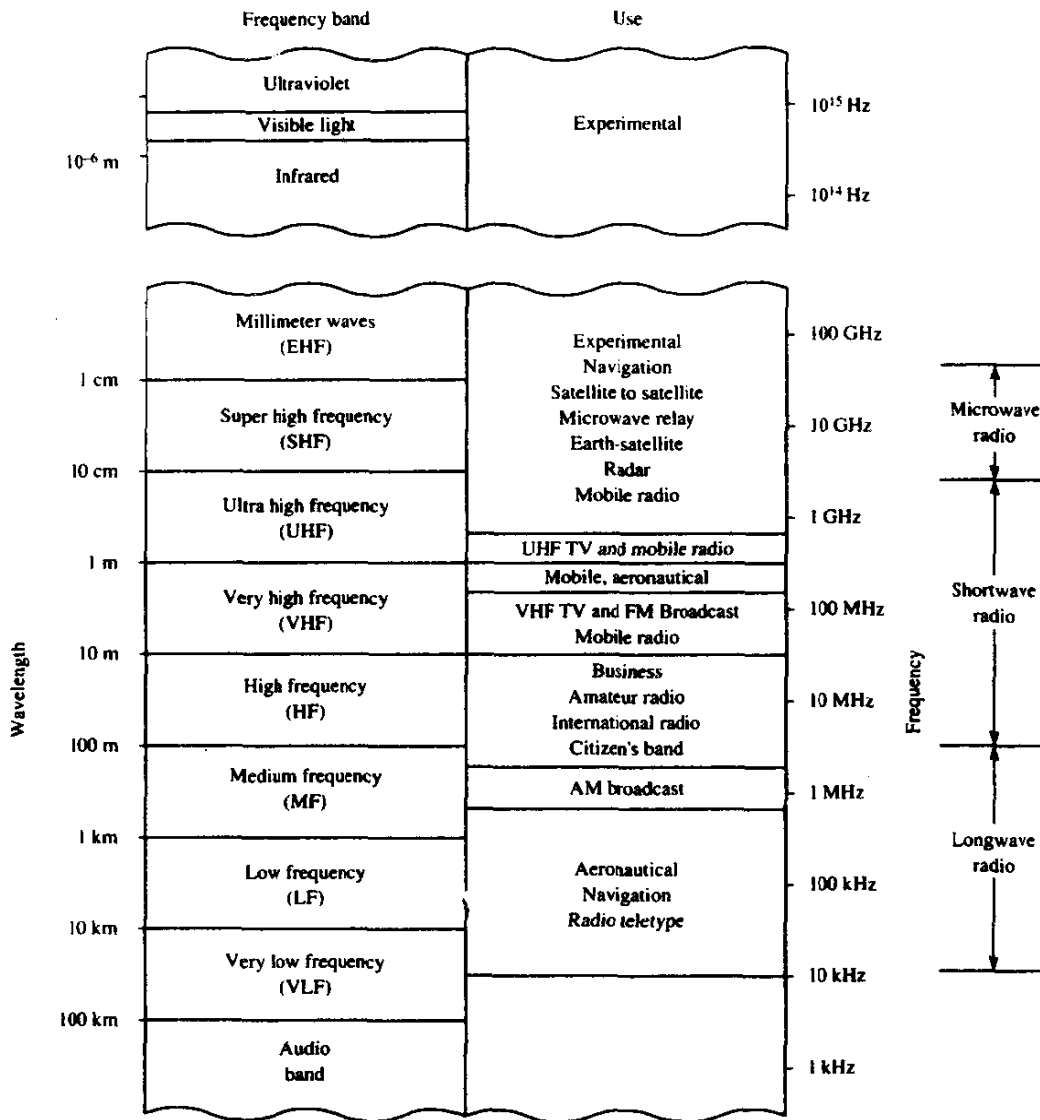 Frequency band
Use
Ultraviolet
Visible light
Infrared
Experimental
10⁻⁶ m
10¹⁵ Hz
10¹⁴ Hz
Millimeter waves
(EHF)
1 cm
Super high frequency
(SHF)
10 cm
Ultra high frequency
(UHF)
1 m
Very high frequency
(VHF)
10 m
High frequency
(HF)
100 m
Medium frequency
(MF)
1 km
Low frequency
(LF)
10 km
Very low frequency
(VLF)
100 km
Audio
band
Wavelength
Experimental
Navigation
Satellite to satellite
Microwave relay
Earth-satellite
Radar
Mobile radio
UHF TV and mobile radio
Mobile, aeronautical
VHF TV and FM Broadcast
Mobile radio
Business
Amateur radio
International radio
Citizen's band
AM broadcast
Aeronautical
Navigation
Radio teletype
100 GHz
10 GHz
1 GHz
100 MHz
10 MHz
1 MHz
100 kHz
10 kHz
1 kHz
Frequency
Microwave
radio
Shortwave
radio
Longwave
radio